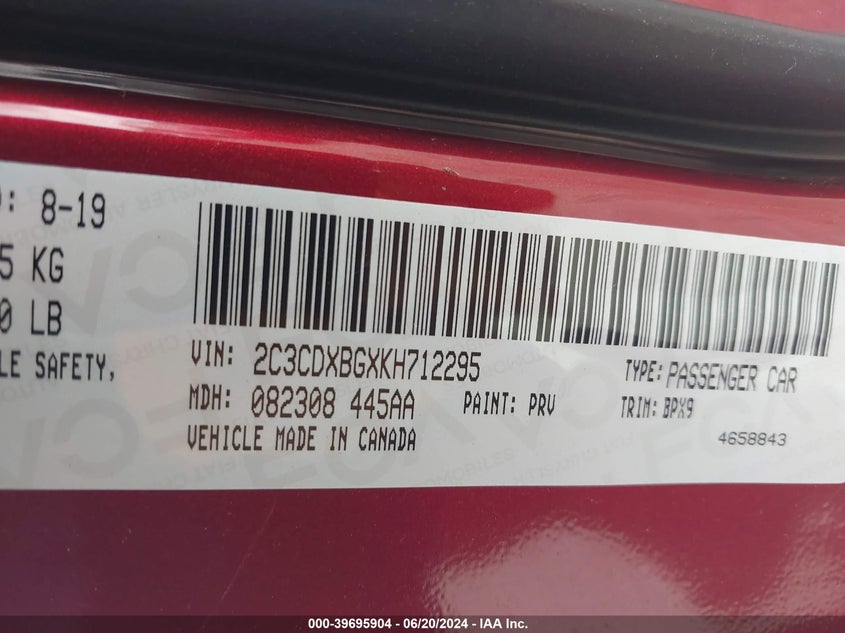 : 8-19
5 KG
0 LB
LE SAFETY,
VIN: 2C3CDXBGXKH712295
TYPE: PASSENGER CAR
MDH: 082308 445AA
PAINT: PRV
TRIM: BPX9
VEHICLE MADE IN CANADA
4658843
000-39695904 - 06/20/2024 - IAA Inc.